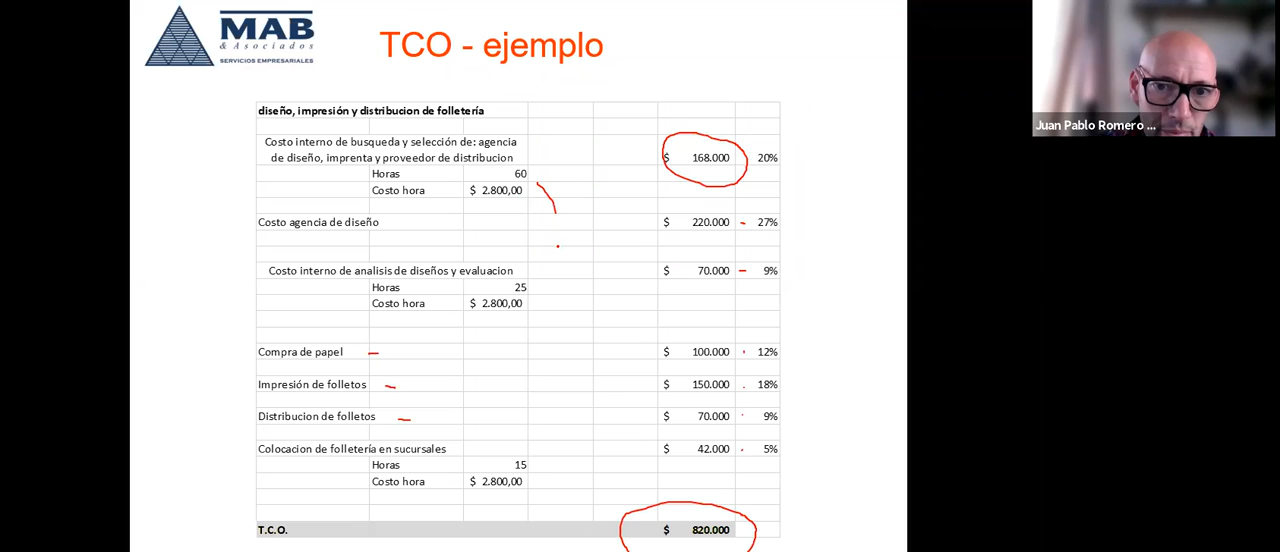 MAB
& Asociados
SERVICIOS EMPRESARIALES
TCO - ejemplo
Juan Pablo Romero ...
diseño, impresión y distribucion de folletería
Costo interno de busqueda y selección de: agencia
de diseño, imprenta y proveedor de distribucion $ 168.000 20%
Horas 60
Costo hora $ 2.800,00
Costo agencia de diseño $ 220.000 27%
Costo interno de analisis de diseños y evaluacion $ 70.000 9%
Horas 25
Costo hora $ 2.800,00
Compra de papel $ 100.000 12%
Impresión de folletos $ 150.000 18%
Distribucion de folletos $ 70.000 9%
Colocacion de folletería en sucursales $ 42.000 5%
Horas 15
Costo hora $ 2.800,00
T.C.O. $ 820.000